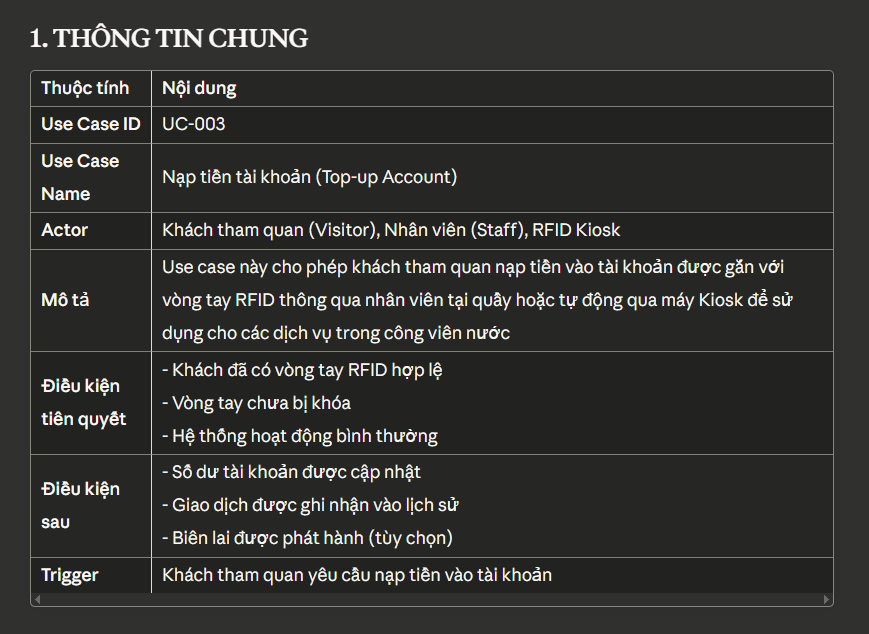 1. THÔNG TIN CHUNG
Thuộc tính Nội dung
Use Case ID UC-003
Use Case
Name
Nạp tiền tài khoản (Top-up Account)
Actor Khách tham quan (Visitor), Nhân viên (Staff), RFID Kiosk
Mô tả
Use case này cho phép khách tham quan nạp tiền vào tài khoản được gắn với
vòng tay RFID thông qua nhân viên tại quầy hoặc tự động qua máy Kiosk để sử
dụng cho các dịch vụ trong công viên nước
Điều kiện
tiên quyết
- Khách đã có vòng tay RFID hợp lệ
- Vòng tay chưa bị khóa
- Hệ thống hoạt động bình thường
Điều kiện
sau
- Số dư tài khoản được cập nhật
- Giao dịch được ghi nhận vào lịch sử
- Biên lai được phát hành (tùy chọn)
Trigger Khách tham quan yêu cầu nạp tiền vào tài khoản